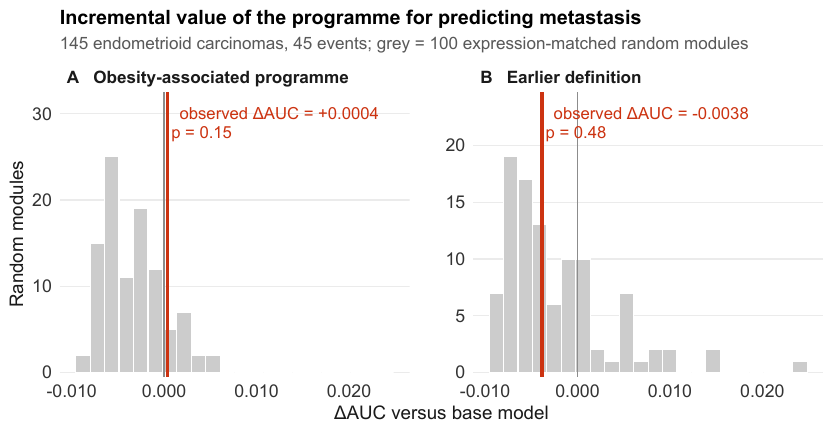 Incremental value of the programme for predicting metastasis
145 endometrioid carcinomas, 45 events; grey = 100 expression-matched random modules
A Obesity-associated programme
B Earlier definition
observed ΔAUC = +0.0004
p = 0.15
observed ΔAUC = -0.0038
p = 0.48
Random modules
30
20
10
0
20
15
10
5
0
-0.010 0.000 0.010 0.020
-0.010 0.000 0.010 0.020
ΔAUC versus base model